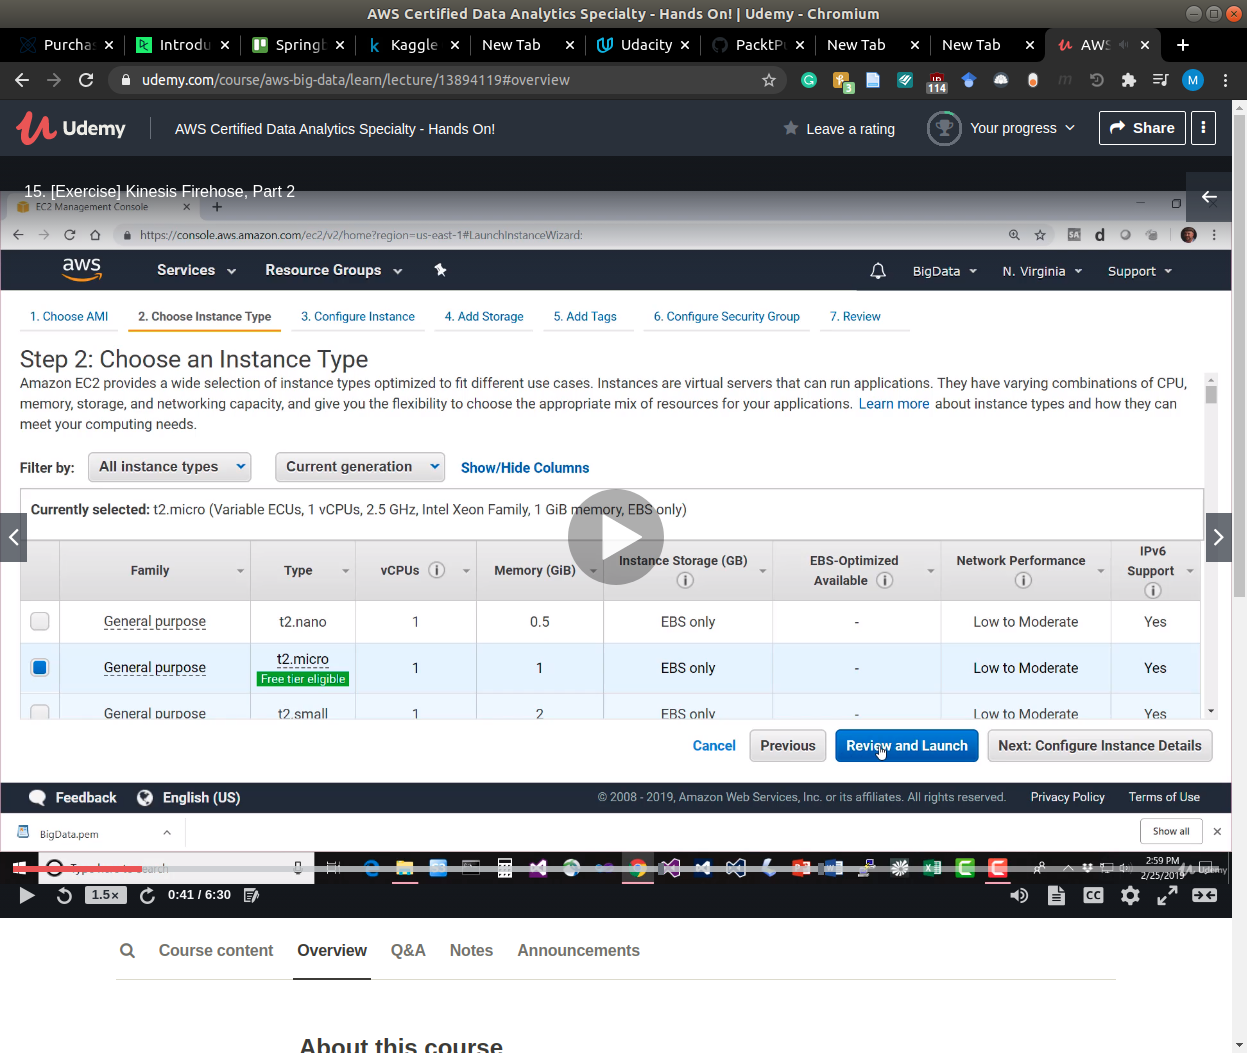 AWS Certified Data Analytics Specialty - Hands On! | Udemy - Chromium
Purchas Introdu Springb Kaggle New Tab Udacity PacktPu New Tab New Tab AWS
udemy.com/course/aws-big-data/learn/lecture/13894119#overview
3 114 M
Udemy AWS Certified Data Analytics Specialty - Hands On! Leave a rating Your progress Share
15. [Exercise] Kinesis Firehose, Part 2
EC2 Management Console
https://console.aws.amazon.com/ec2/v2/home?region=us-east-1#LaunchInstanceWizard:
aws Services Resource Groups BigData N. Virginia Support
1. Choose AMI 2. Choose Instance Type 3. Configure Instance 4. Add Storage 5. Add Tags 6. Configure Security Group 7. Review
Step 2: Choose an Instance Type
Amazon EC2 provides a wide selection of instance types optimized to fit different use cases. Instances are virtual servers that can run applications. They have varying combinations of CPU,
memory, storage, and networking capacity, and give you the flexibility to choose the appropriate mix of resources for your applications. Learn more about instance types and how they can
meet your computing needs.
Filter by: All instance types Current generation Show/Hide Columns
Currently selected: t2.micro (Variable ECUs, 1 vCPUs, 2.5 GHz, Intel Xeon Family, 1 GiB memory, EBS only)
Family Type vCPUs Memory (GiB) Instance Storage (GB) EBS-Optimized Available Network Performance IPv6 Support
General purpose t2.nano 1 0.5 EBS only - Low to Moderate Yes
General purpose t2.micro 1 1 EBS only - Low to Moderate Yes
Free tier eligible
General purpose t2.small 1 2 EBS only - Low to Moderate Yes
Cancel Previous Review and Launch Next: Configure Instance Details
Feedback English (US) © 2008 - 2019, Amazon Web Services, Inc. or its affiliates. All rights reserved. Privacy Policy Terms of Use
BigData.pem Show all
Type here to search 2:59 PM
2/25/2019 Udemy
1.5× 0:41 / 6:30 CC
Course content Overview Q&A Notes Announcements
About this course